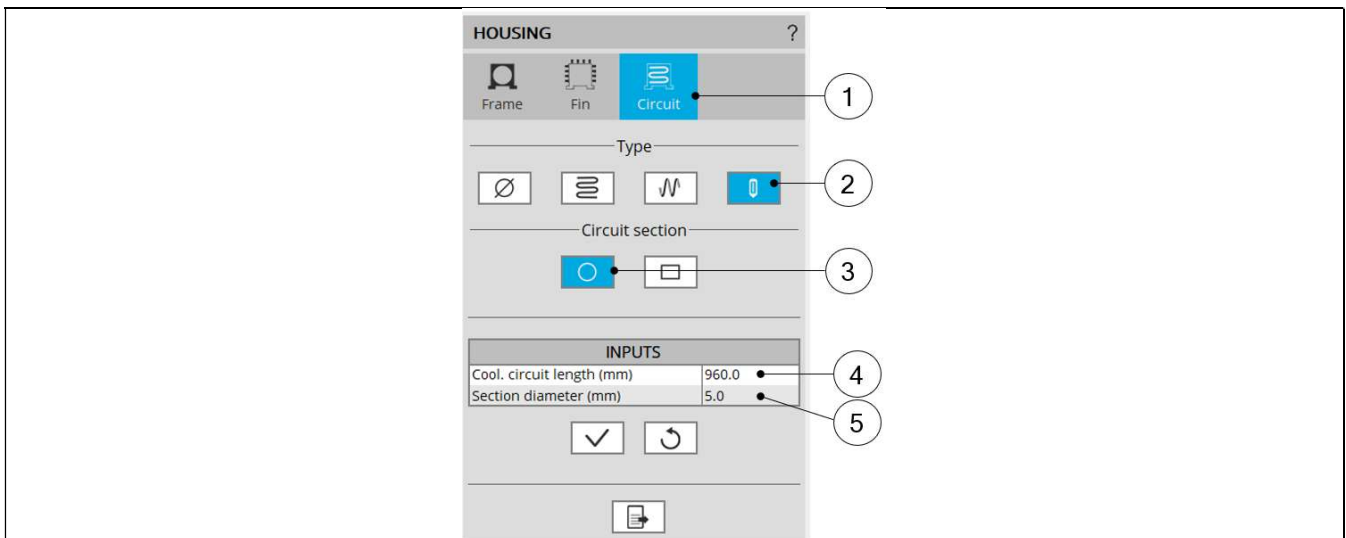 HOUSING ?
Frame Fin Circuit
1
Type
2
Circuit section
3
INPUTS
Cool. circuit length (mm) 960.0
4
Section diameter (mm) 5.0
5